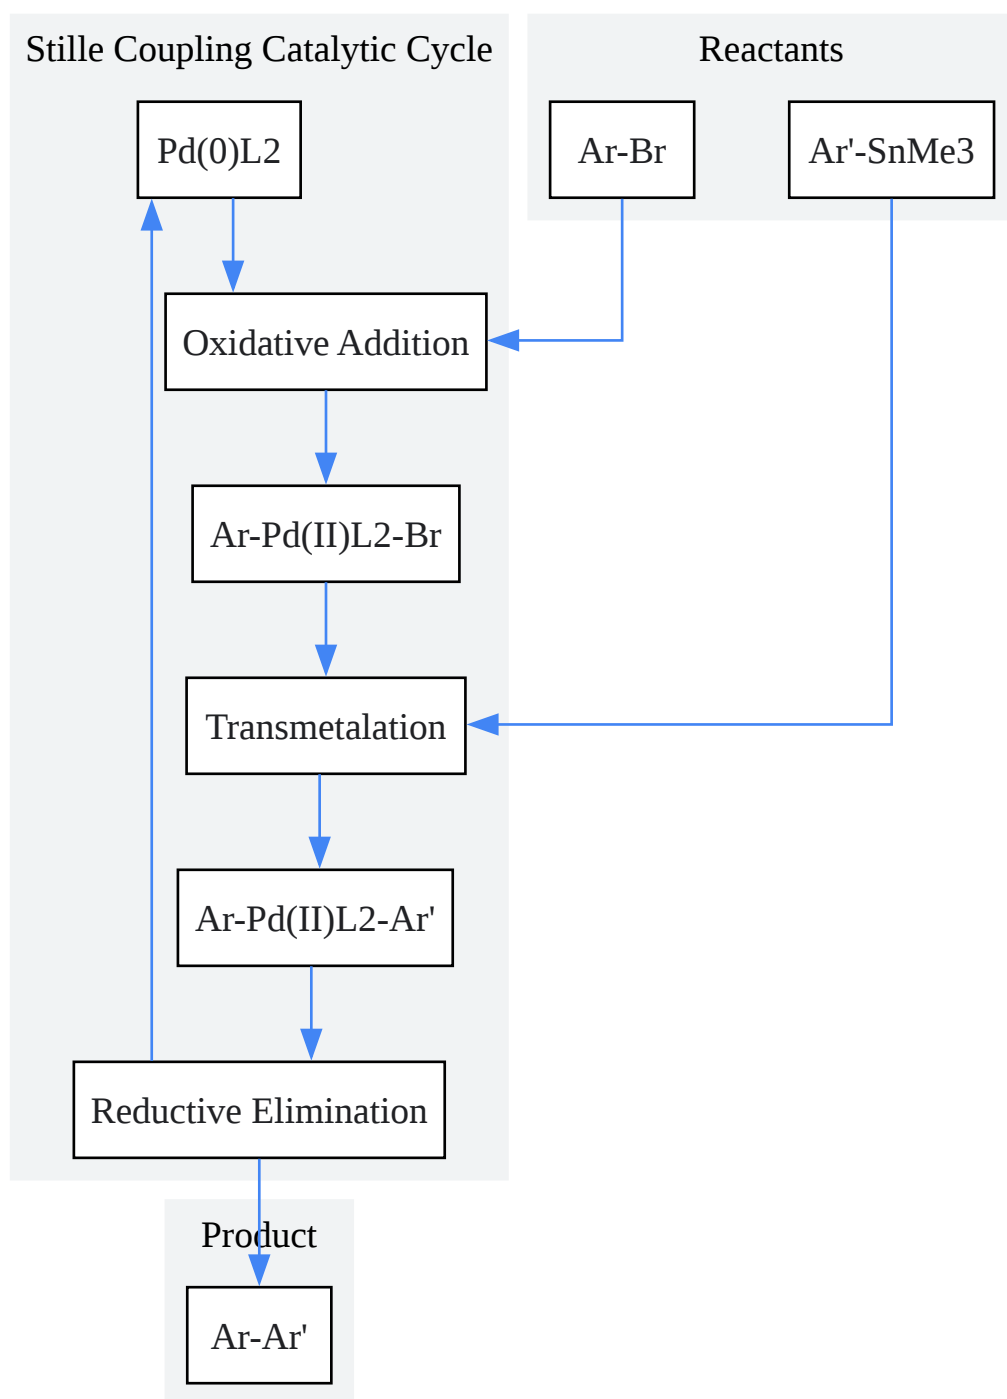 Stille Coupling Catalytic Cycle
Reactants
Pd(0)L2
Ar-Br
Ar'-SnMe3
Oxidative Addition
Ar-Pd(II)L2-Br
Transmetalation
Ar-Pd(II)L2-Ar'
Reductive Elimination
Product
Ar-Ar'